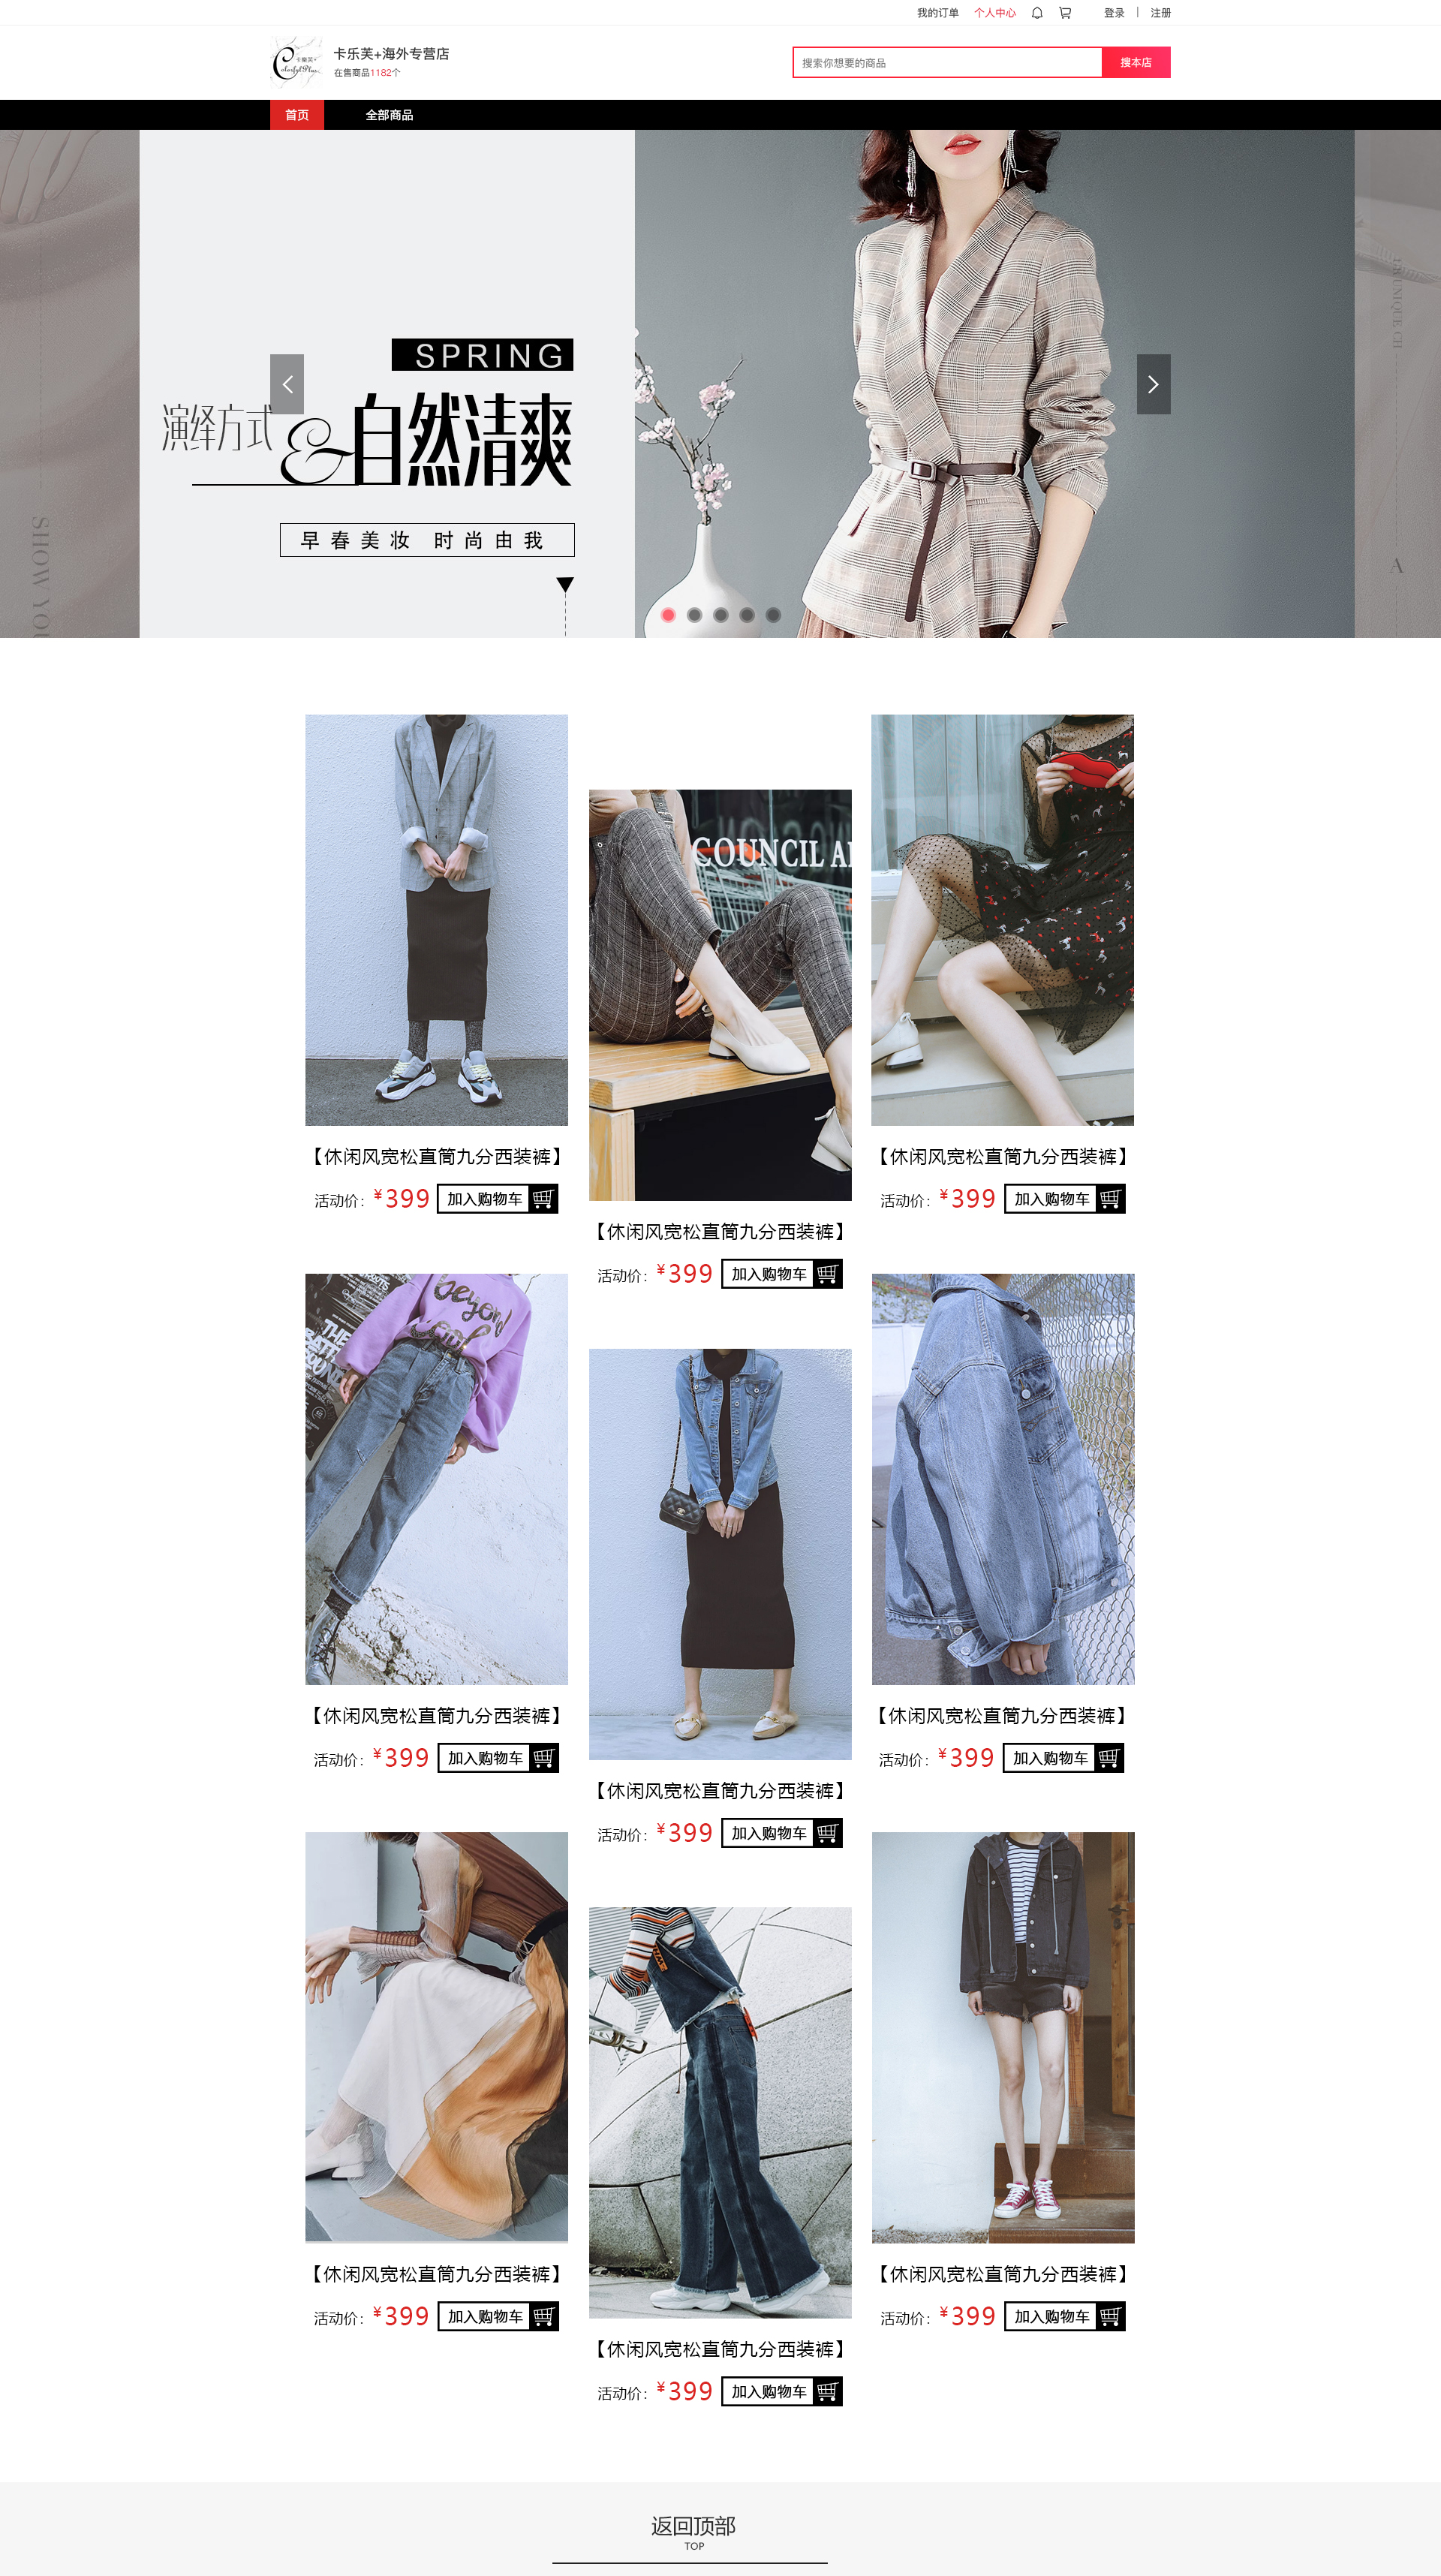 我的订单 个人中心 登录 | 注册
卡乐芙+
ColorfulPlus
卡乐芙+海外专营店
在售商品1182个
搜索你想要的商品 搜本店
首页 全部商品
SPRING
演绎方式
&自然清爽
早春美妆 时尚由我
SHOW YOU
UNIQUE CH
A
COUNCIL
【休闲风宽松直筒九分西装裤】
活动价：¥399 加入购物车
【休闲风宽松直筒九分西装裤】
活动价：¥399 加入购物车
【休闲风宽松直筒九分西装裤】
活动价：¥399 加入购物车
beyond
THE
BATTLE
【休闲风宽松直筒九分西装裤】
活动价：¥399 加入购物车
【休闲风宽松直筒九分西装裤】
活动价：¥399 加入购物车
【休闲风宽松直筒九分西装裤】
活动价：¥399 加入购物车
【休闲风宽松直筒九分西装裤】
活动价：¥399 加入购物车
【休闲风宽松直筒九分西装裤】
活动价：¥399 加入购物车
【休闲风宽松直筒九分西装裤】
活动价：¥399 加入购物车
返回顶部
TOP